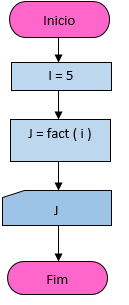 Inicio
I = 5
J = fact ( i )
J
Fim